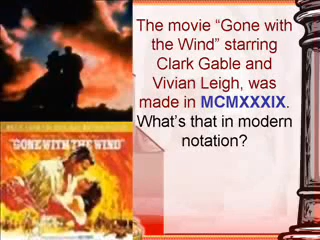 The movie “Gone with
the Wind” starring
Clark Gable and
Vivian Leigh, was
made in MCMXXXIX.
What’s that in modern
notation?
"GONE WITH THE WIND"